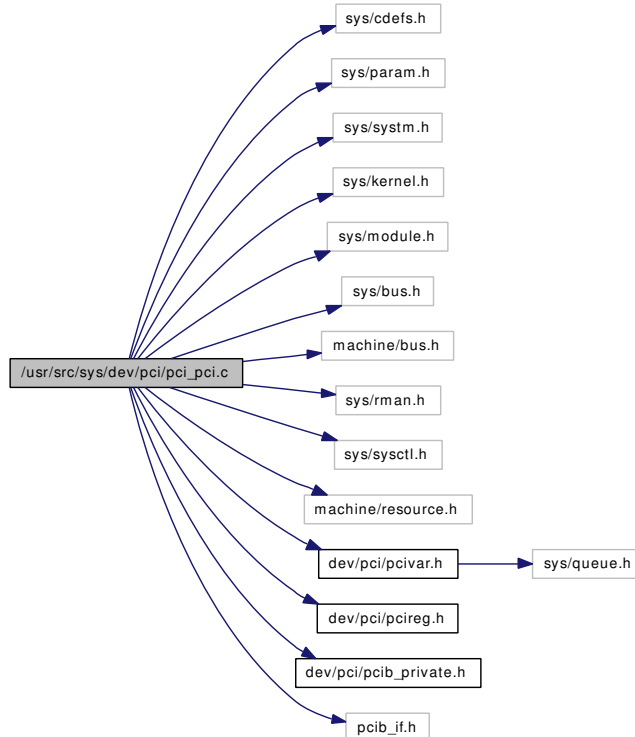 sys/cdefs.h
sys/param.h
sys/systm.h
sys/kernel.h
sys/module.h
sys/bus.h
machine/bus.h
/usr/src/sys/dev/pci/pci_pci.c
sys/rman.h
sys/sysctl.h
machine/resource.h
dev/pci/pcivar.h
sys/queue.h
dev/pci/pcireg.h
dev/pci/pcib_private.h
pcib_if.h